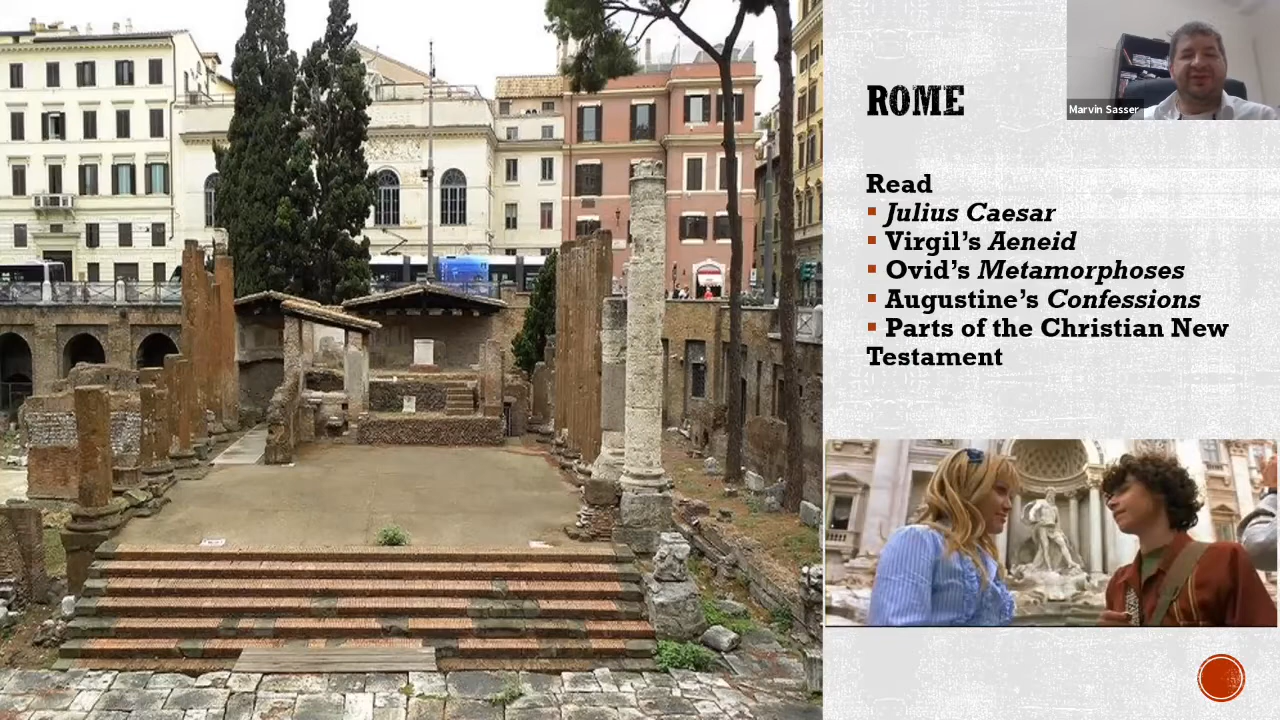 ROME
Marvin Sasser
Read
▪ Julius Caesar
▪ Virgil’s Aeneid
▪ Ovid’s Metamorphoses
▪ Augustine’s Confessions
▪ Parts of the Christian New
Testament